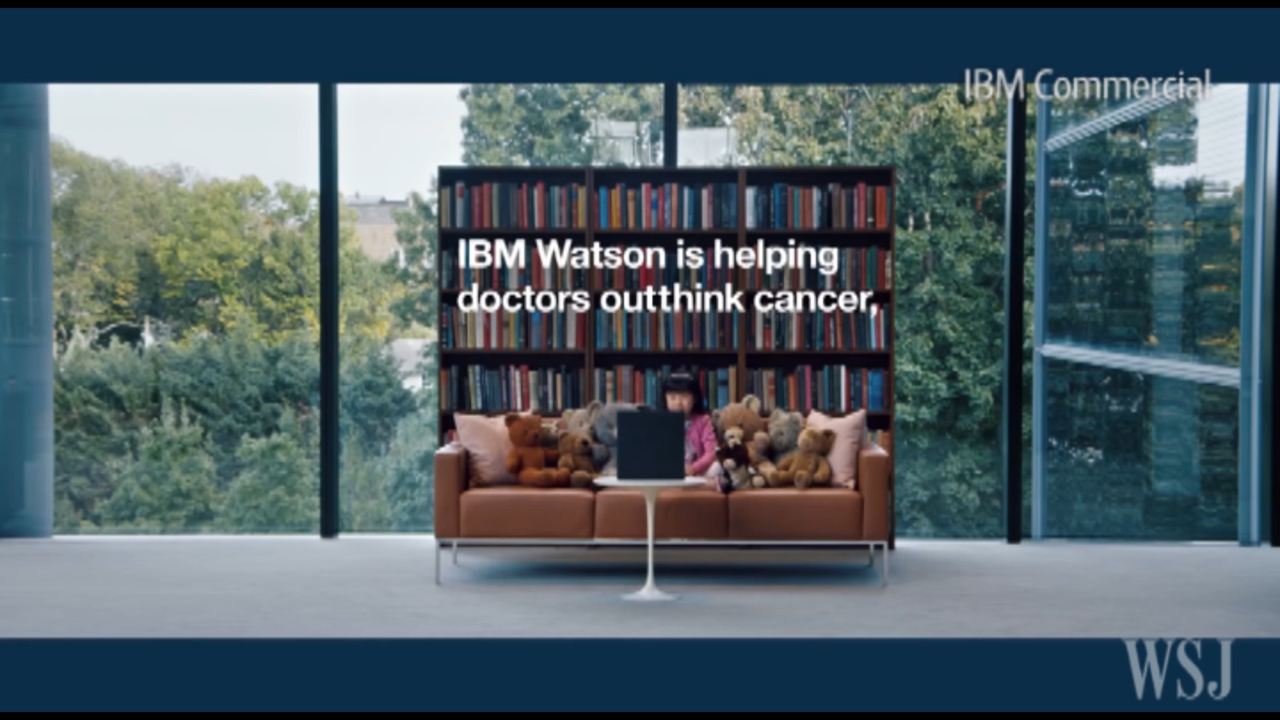 IBM Commercial
IBM Watson is helping
doctors outthink cancer,
WSJ